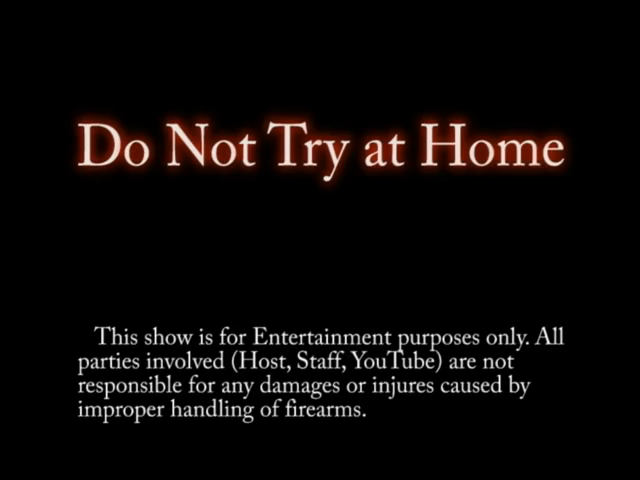 Do Not Try at Home
This show is for Entertainment purposes only. All
parties involved (Host, Staff, YouTube) are not
responsible for any damages or injures caused by
improper handling of firearms.